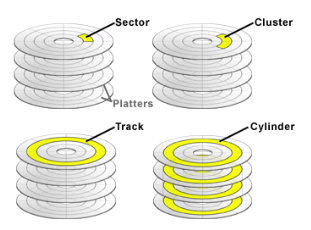 Sector
Cluster
Platters
Track
Cylinder